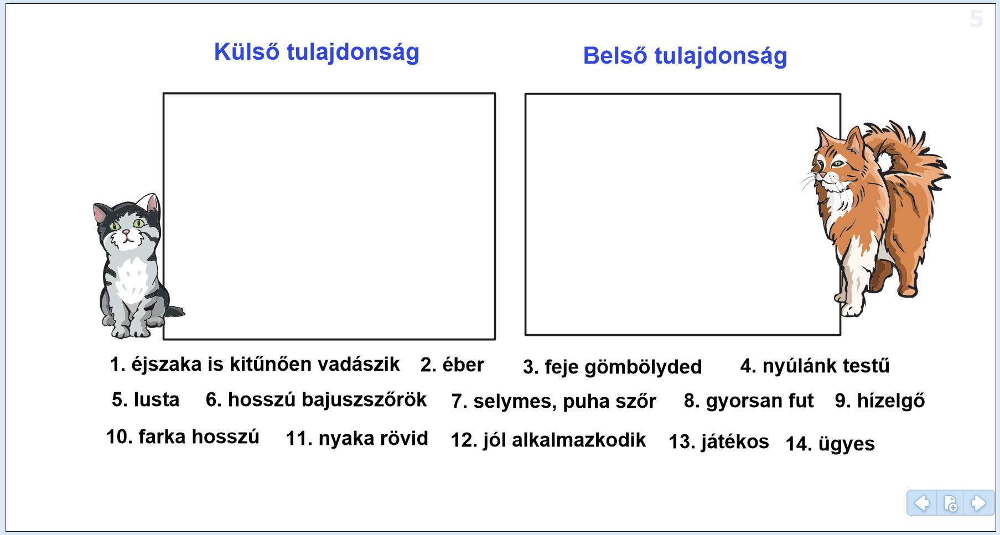 5
Külső tulajdonság
Belső tulajdonság
1. éjszaka is kitűnően vadászik 2. éber 3. feje gömbölyded 4. nyúlánk testű
5. lusta 6. hosszú bajuszszőrök 7. selymes, puha szőr 8. gyorsan fut 9. hízelgő
10. farka hosszú 11. nyaka rövid 12. jól alkalmazkodik 13. játékos 14. ügyes